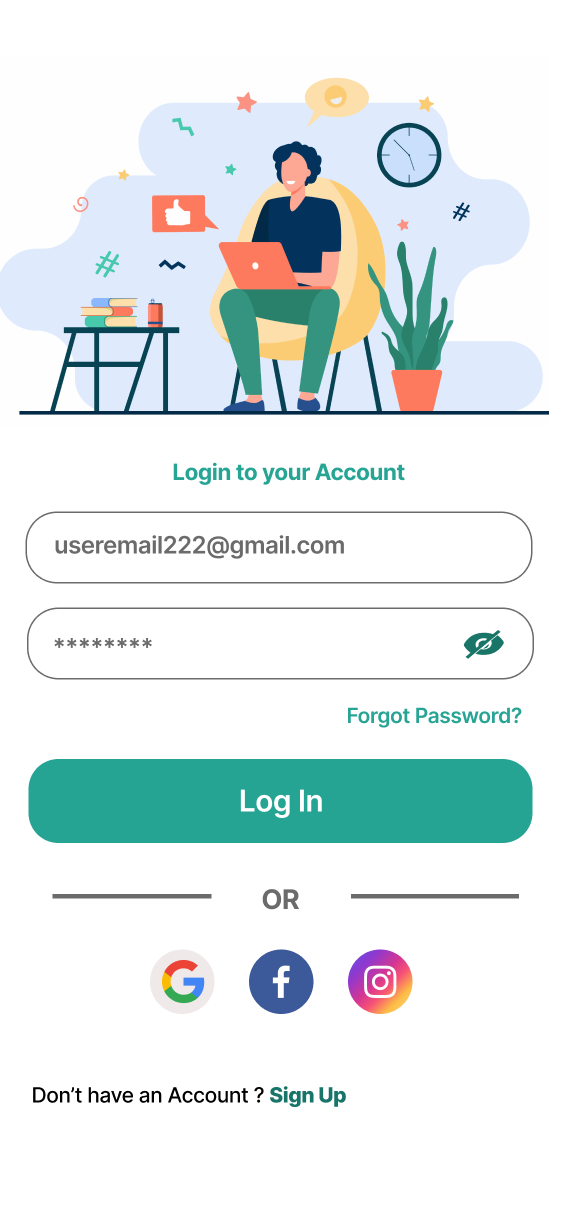 Login to your Account
useremail222@gmail.com
********
Forgot Password?
Log In
OR
Don’t have an Account ? Sign Up